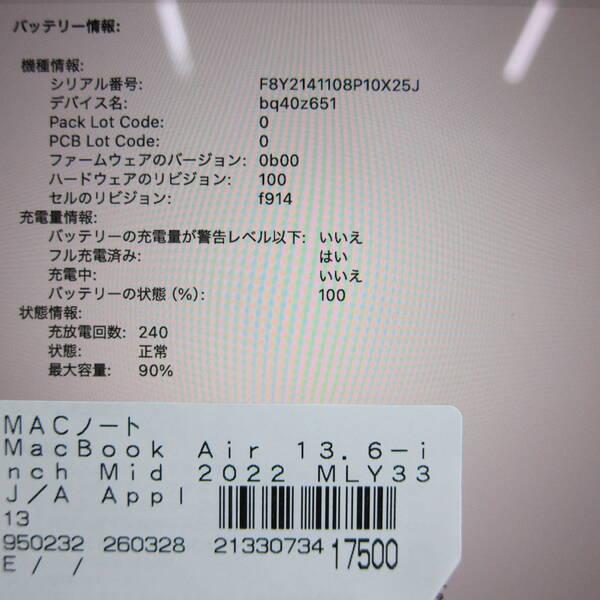 バッテリー情報:
機種情報:
シリアル番号: F8Y2141108P10X25J
デバイス名: bq40z651
Pack Lot Code: 0
PCB Lot Code: 0
ファームウェアのバージョン: 0b00
ハードウェアのリビジョン: 100
セルのリビジョン: f914
充電量情報:
バッテリーの充電量が警告レベル以下: いいえ
フル充電済み: はい
充電中: いいえ
バッテリーの状態 (%): 100
状態情報:
充放電回数: 240
状態: 正常
最大容量: 90%
MACノート
MacBook Air 13.6-i
nch Mid 2022 MLY33
J/A Appl
13
950232 260328 21330734 17500
E / /